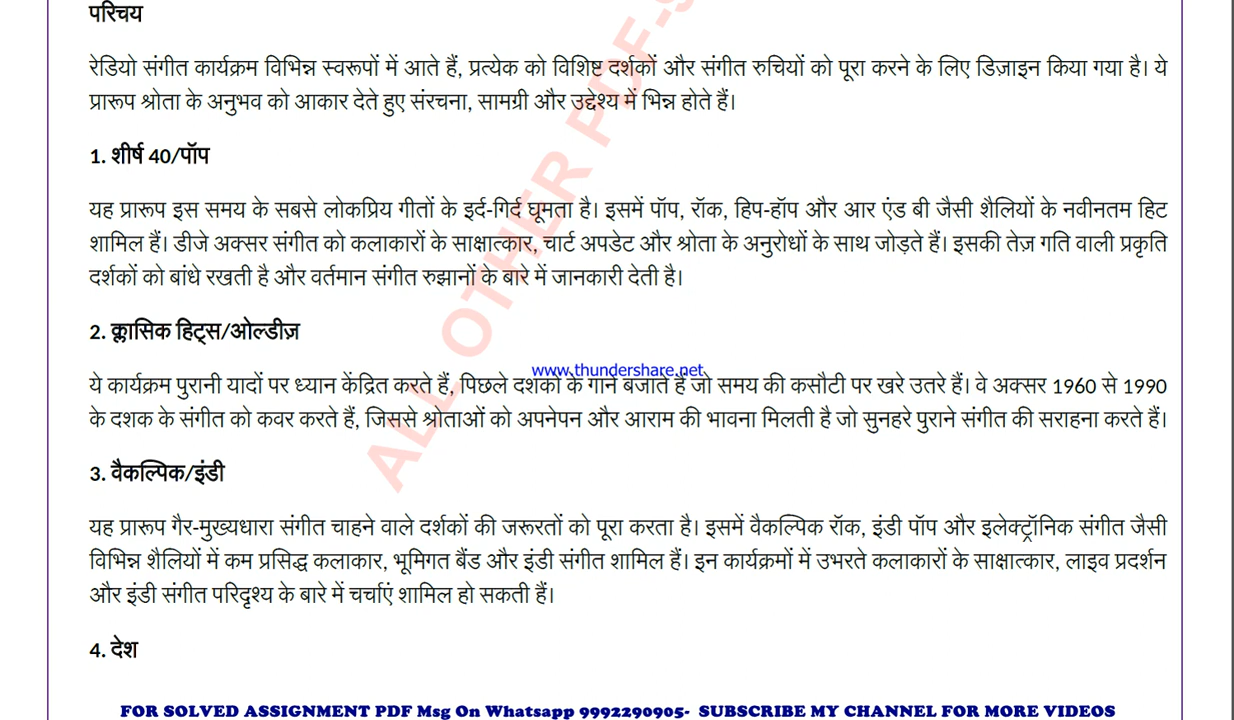 परिचय
रेडियो संगीत कार्यक्रम विभिन्न स्वरूपों में आते हैं, प्रत्येक को विशिष्ट दर्शकों और संगीत रुचियों को पूरा करने के लिए डिज़ाइन किया गया है। ये
प्रारूप श्रोता के अनुभव को आकार देते हुए संरचना, सामग्री और उद्देश्य में भिन्न होते हैं।
1. शीर्ष 40/पॉप
यह प्रारूप इस समय के सबसे लोकप्रिय गीतों के इर्द-गिर्द घूमता है। इसमें पॉप, रॉक, हिप-हॉप और आर एंड बी जैसी शैलियों के नवीनतम हिट
शामिल हैं। डीजे अक्सर संगीत को कलाकारों के साक्षात्कार, चार्ट अपडेट और श्रोता के अनुरोधों के साथ जोड़ते हैं। इसकी तेज़ गति वाली प्रकृति
दर्शकों को बांधे रखती है और वर्तमान संगीत रुझानों के बारे में जानकारी देती है।
2. क्लासिक हिट्स/ओल्डीज़
www.thundershare.net
ये कार्यक्रम पुरानी यादों पर ध्यान केंद्रित करते हैं, पिछले दशकों के गाने बजाते हैं जो समय की कसौटी पर खरे उतरे हैं। वे अक्सर 1960 से 1990
के दशक के संगीत को कवर करते हैं, जिससे श्रोताओं को अपनेपन और आराम की भावना मिलती है जो सुनहरे पुराने संगीत की सराहना करते हैं।
3. वैकल्पिक/इंडी
यह प्रारूप गैर-मुख्यधारा संगीत चाहने वाले दर्शकों की जरूरतों को पूरा करता है। इसमें वैकल्पिक रॉक, इंडी पॉप और इलेक्ट्रॉनिक संगीत जैसी
विभिन्न शैलियों में कम प्रसिद्ध कलाकार, भूमिगत बैंड और इंडी संगीत शामिल हैं। इन कार्यक्रमों में उभरते कलाकारों के साक्षात्कार, लाइव प्रदर्शन
और इंडी संगीत परिदृश्य के बारे में चर्चाएं शामिल हो सकती हैं।
4. देश
ALL OTHER PDF-
FOR SOLVED ASSIGNMENT PDF Msg On Whatsapp 9992290905- SUBSCRIBE MY CHANNEL FOR MORE VIDEOS